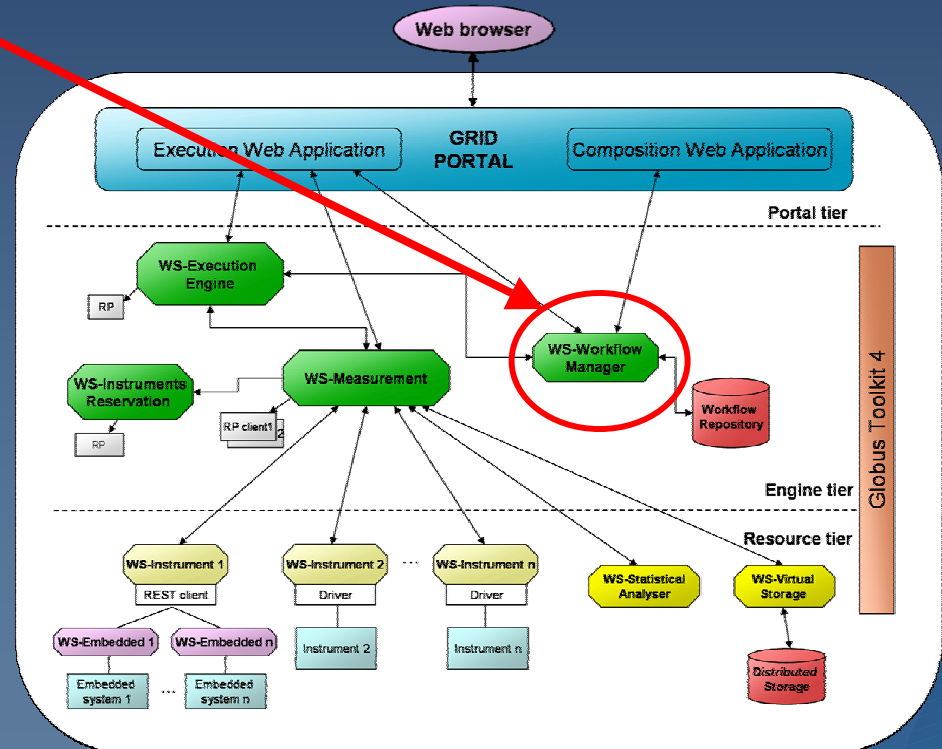 Web browser
GRID
PORTAL
Execution Web Application
Composition Web Application
Portal tier
WS-Execution
Engine
RP
WS-Workflow
Manager
WS-Instruments
Reservation
WS-Measurement
RP
RP client1
2
Workflow
Repository
Globus Toolkit 4
Engine tier
Resource tier
WS-Instrument 1
WS-Instrument 2
...
WS-Instrument n
REST client
Driver
Driver
WS-Statistical
Analyser
WS-Virtual
Storage
WS-Embedded 1
WS-Embedded n
Instrument 2
Instrument n
Embedded
system 1
...
Embedded
system n
Distributed
Storage